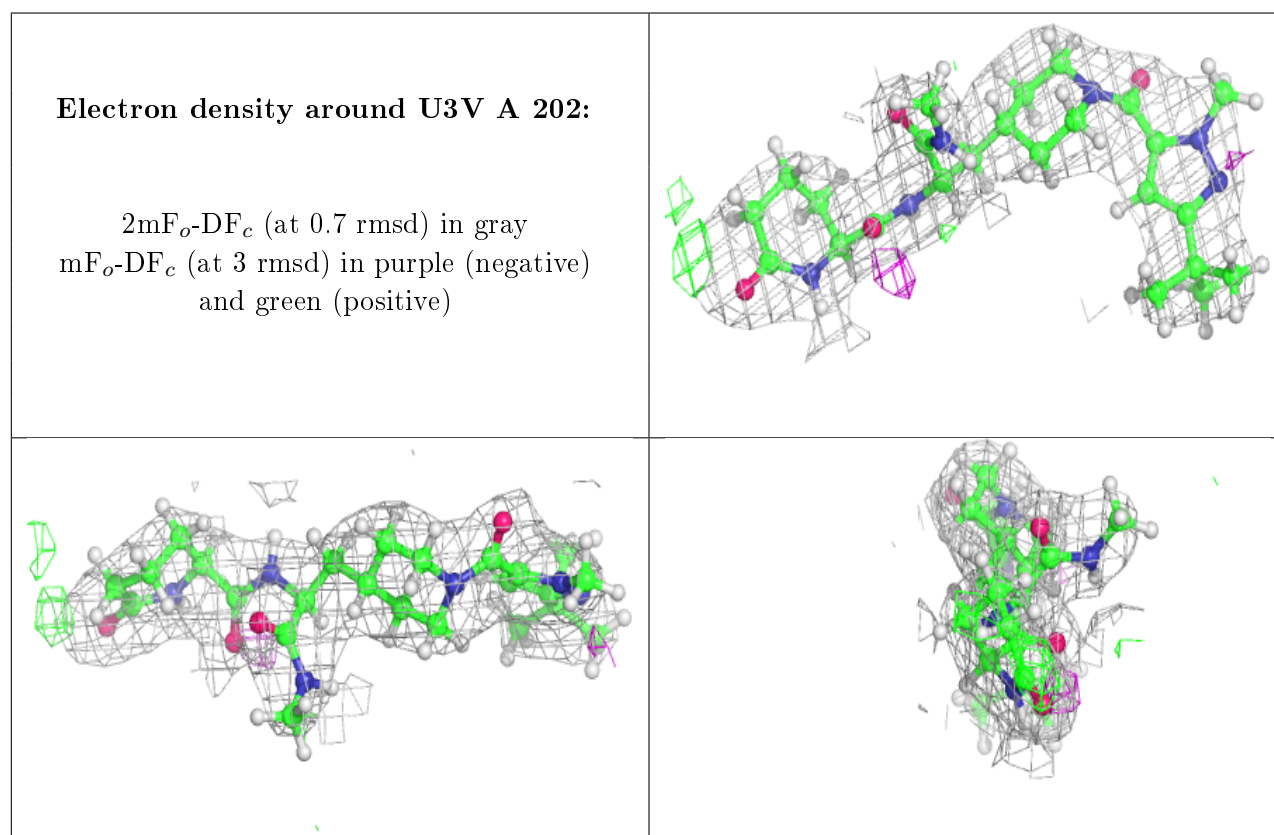 Electron density around U3V A 202:
2mFₒ-DF𝒸 (at 0.7 rmsd) in gray
mFₒ-DF𝒸 (at 3 rmsd) in purple (negative)
and green (positive)